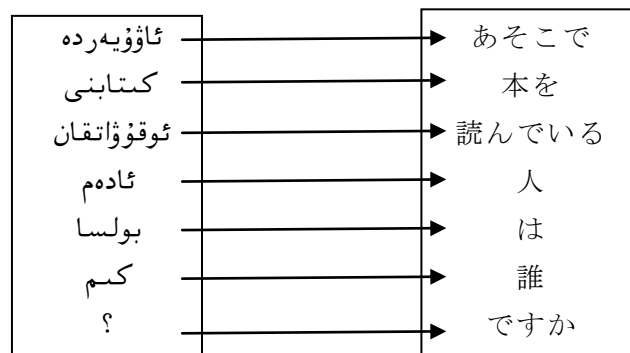 ئاۋۇيەردە
كىتابنى
ئوقۇۋاتقان
ئادەم
بولسا
كىم
؟
あそこで
本を
読んでいる
人
は
誰
ですか